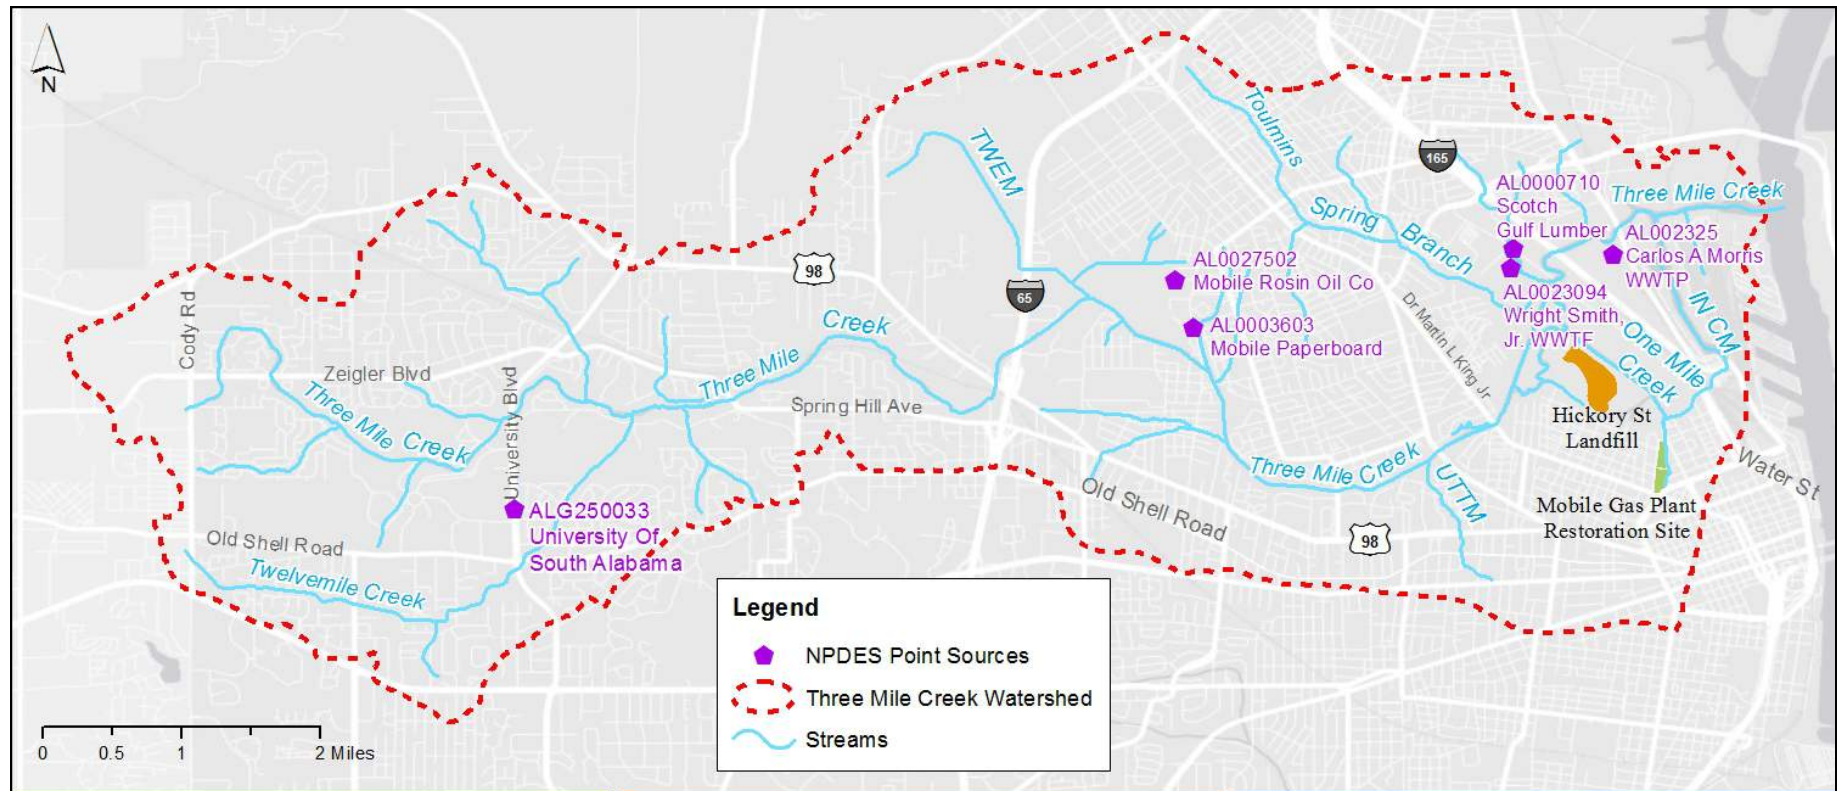 N
TWEM
Toulmins
165
AL0000710
Scotch
Gulf Lumber
Three Mile Creek
Spring Branch
AL002325
Carlos A Morris
WWTP
98
AL0027502
Mobile Rosin Oil Co
65
AL0023094
Wright Smith,
Jr. WWTF
IN CM
Cody Rd
Creek
Three Mile
AL0003603
Mobile Paperboard
Dr Martin L King Jr
One Mile
Creek
Zeigler Blvd
University Blvd
Three Mile Creek
Spring Hill Ave
Hickory St
Landfill
Three Mile Creek
UTTM
Water St
Old Shell Road
Mobile Gas Plant
Restoration Site
ALG250033
University Of
South Alabama
98
Old Shell Road
Twelvemile Creek
Legend
NPDES Point Sources
Three Mile Creek Watershed
Streams
0 0.5 1 2 Miles